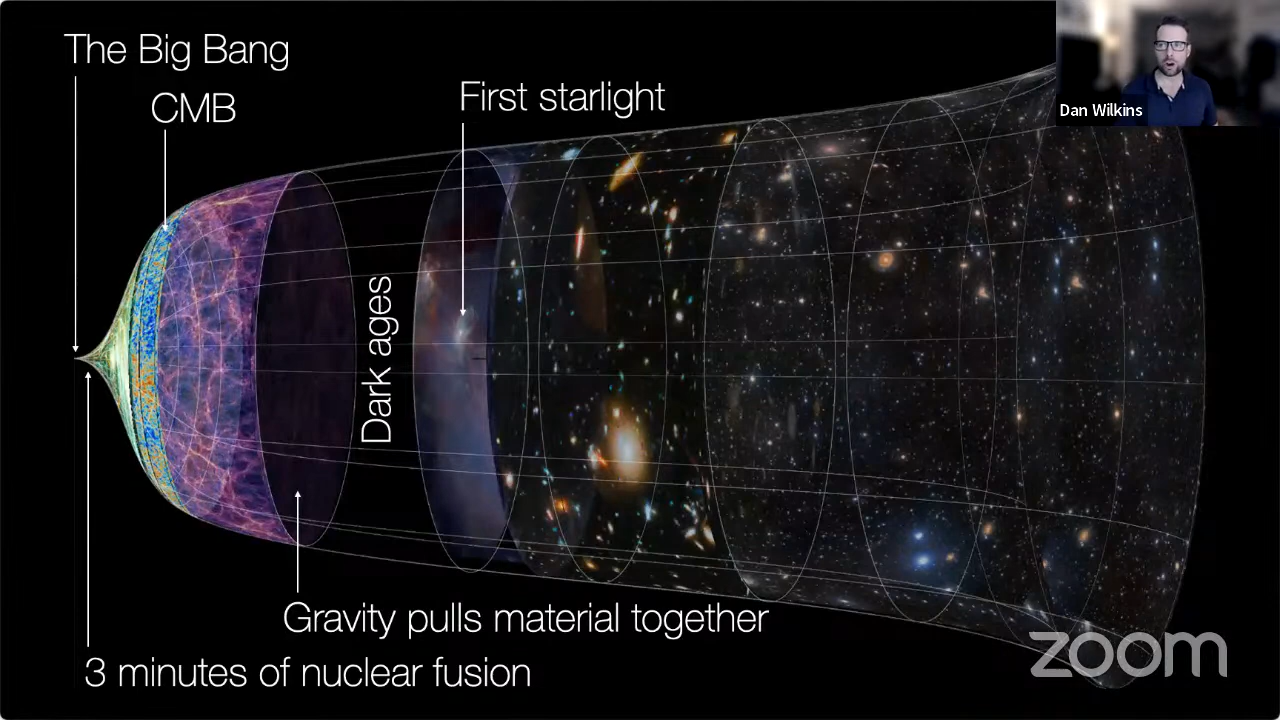 The Big Bang
CMB
First starlight
Dan Wilkins
Dark ages
Gravity pulls material together
3 minutes of nuclear fusion
zoom